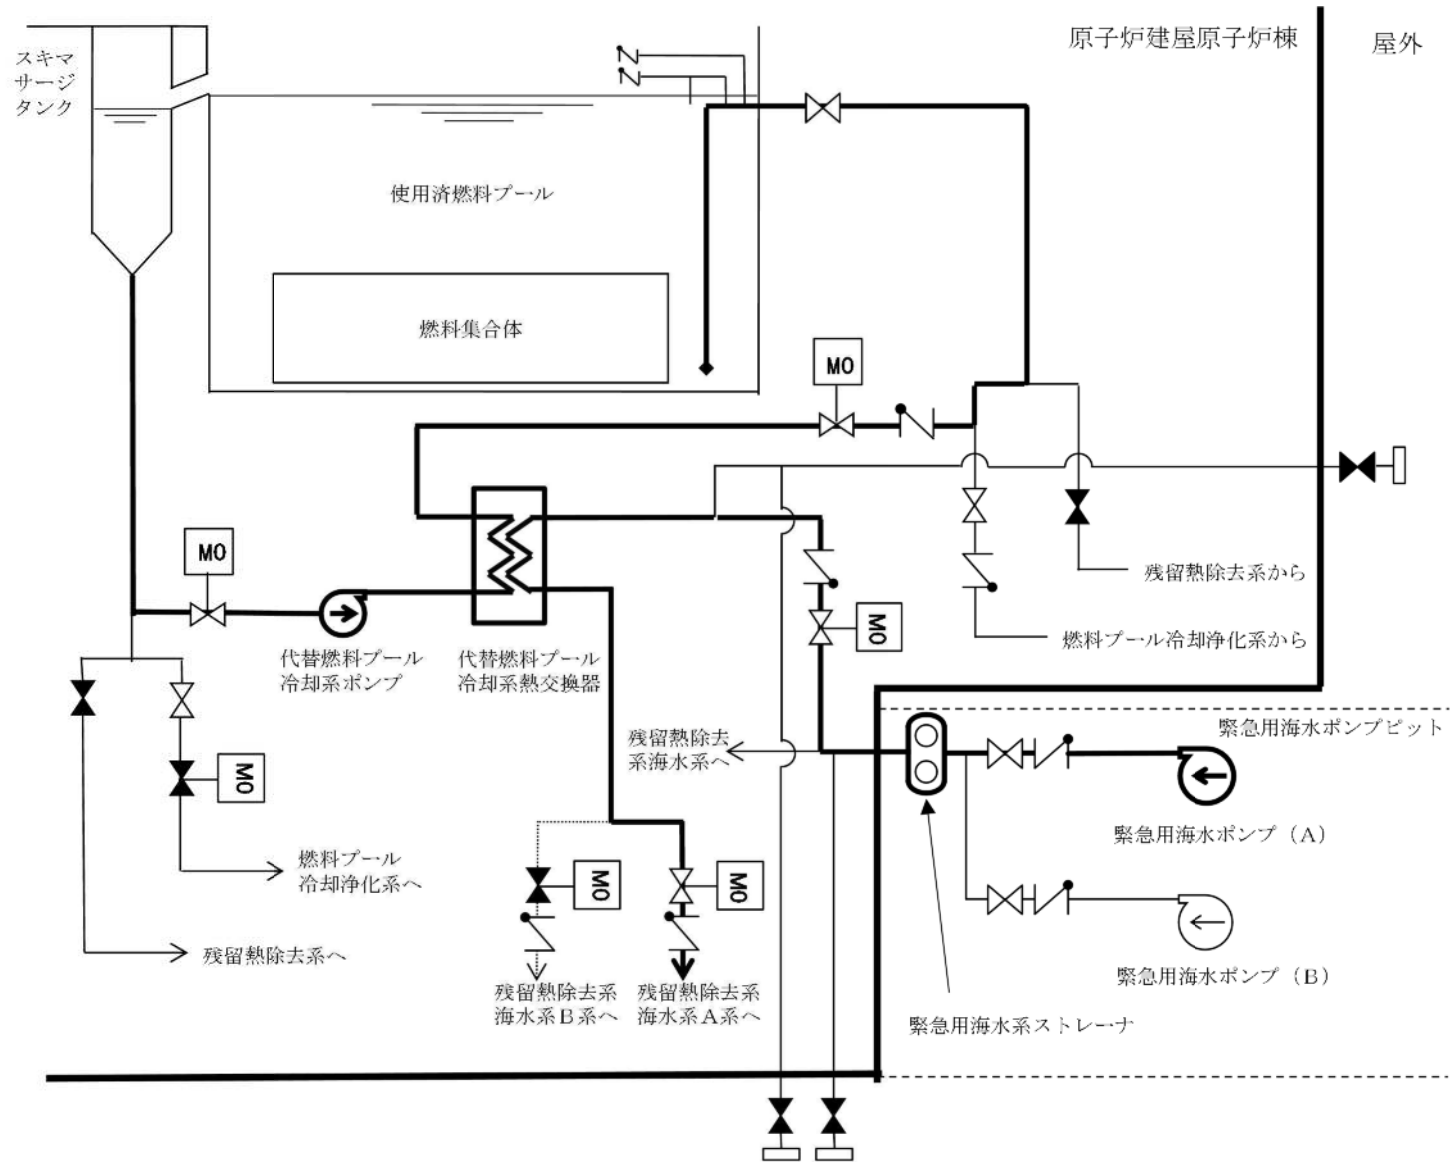 原子炉建屋原子炉棟
屋外
スキマ
サージ
タンク
使用済燃料プール
燃料集合体
MO
MO
残留熱除去系から
MO
燃料プール冷却浄化系から
代替燃料プール
冷却系ポンプ
代替燃料プール
冷却系熱交換器
緊急用海水ポンプピット
残留熱除去
系海水系へ
MO
緊急用海水ポンプ（A）
燃料プール
冷却浄化系へ
MO
MO
残留熱除去系へ
緊急用海水ポンプ（B）
残留熱除去系
海水系B系へ
残留熱除去系
海水系A系へ
緊急用海水系ストレーナ